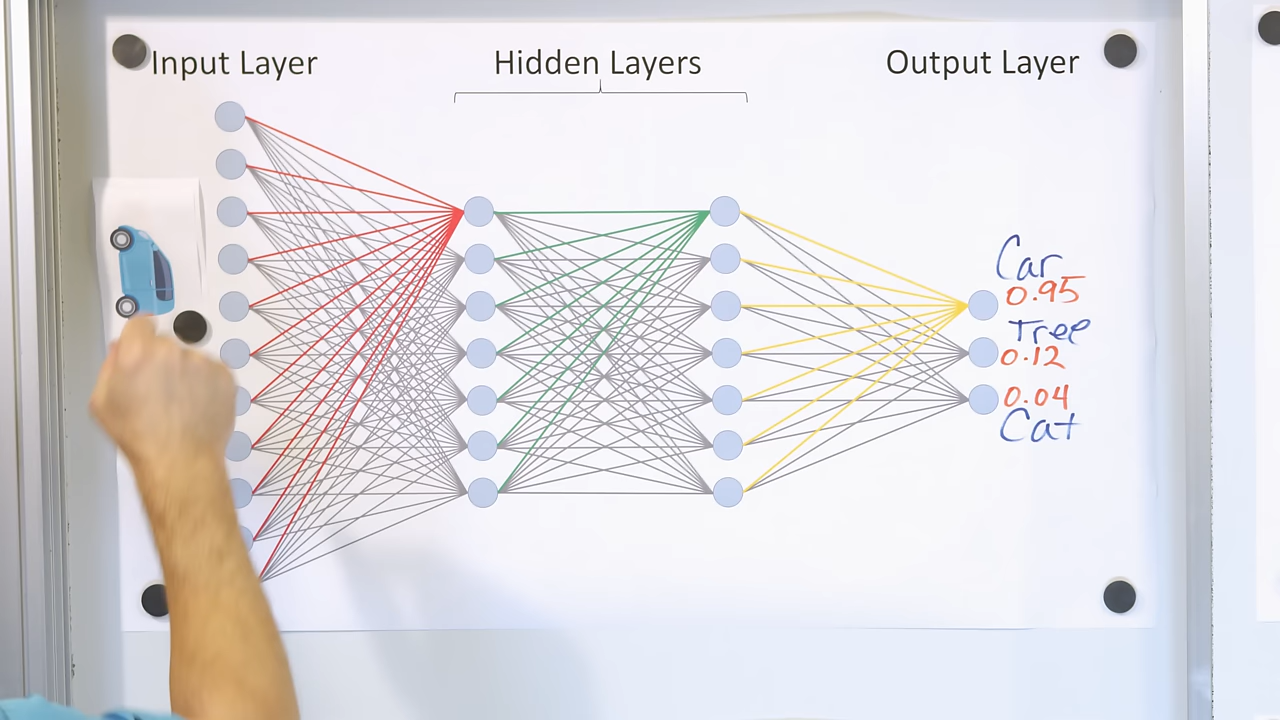 Input Layer
Hidden Layers
Output Layer
Car
0.95
Tree
0.12
0.04
Cat